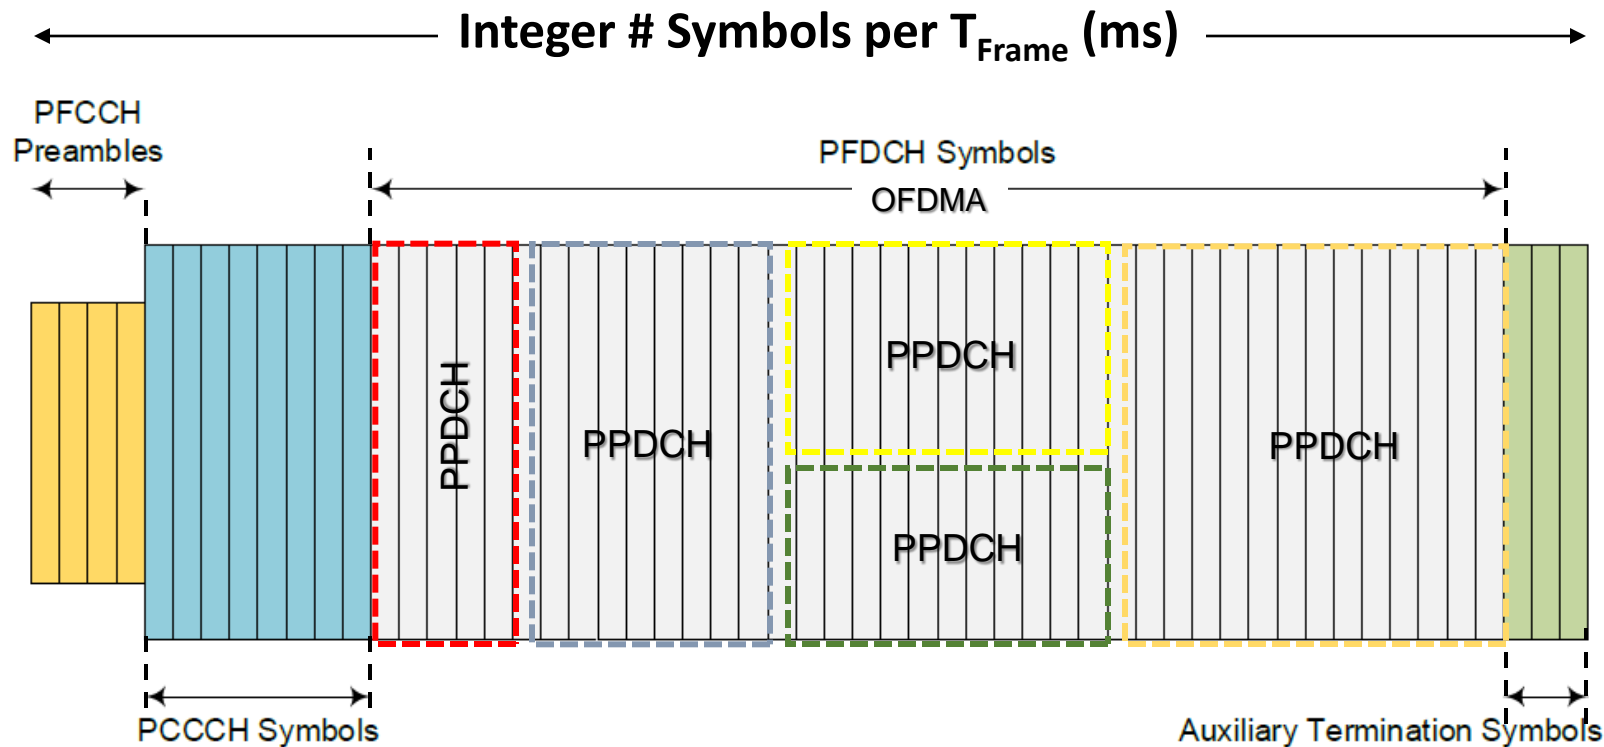 Integer # Symbols per TFrame (ms)
PFCCH
Preambles
PFDCH Symbols
OFDMA
PPDCH
PPDCH
PPDCH
PPDCH
PPDCH
PCCCH Symbols
Auxiliary Termination Symbols